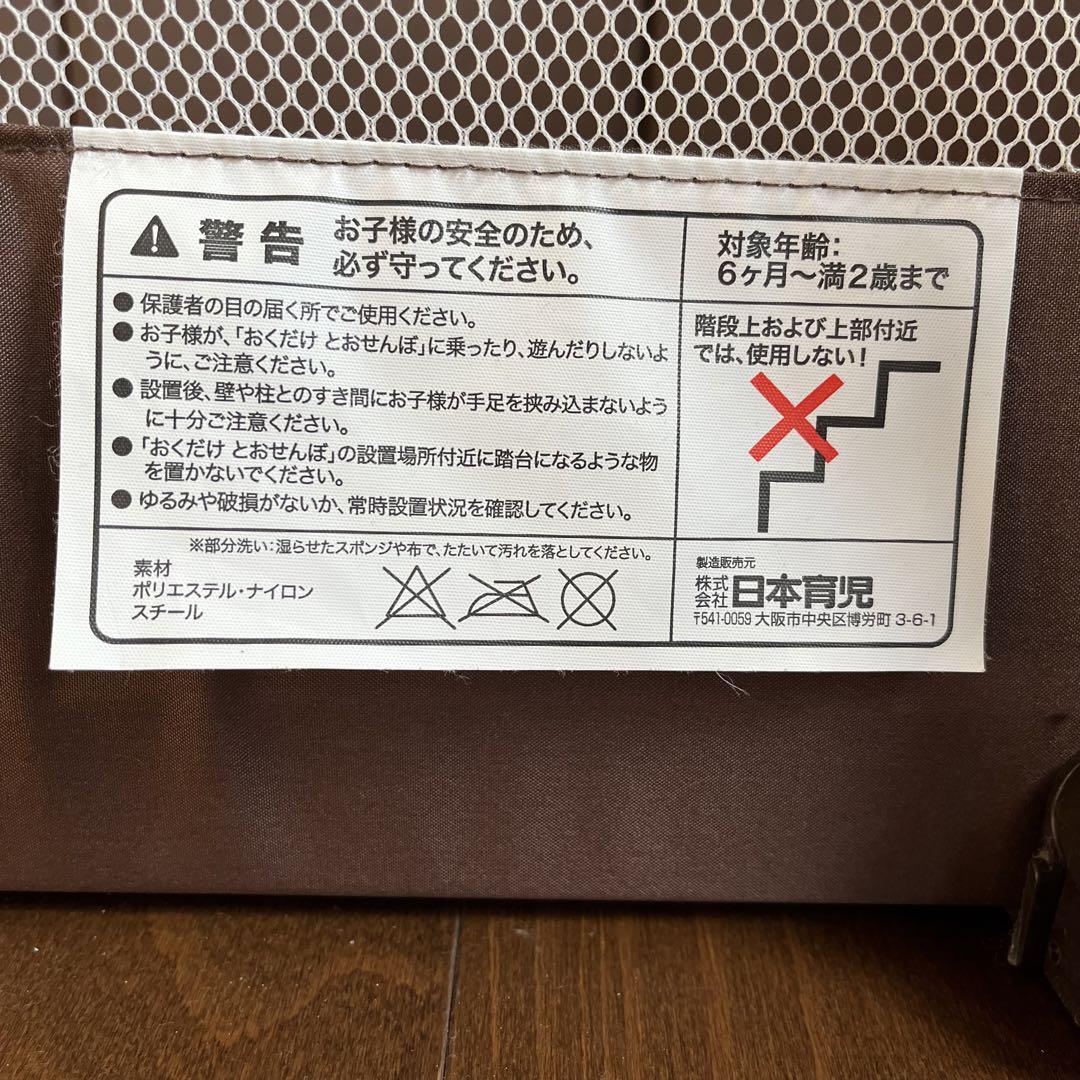 警告
お子様の安全のため、
必ず守ってください。
対象年齢：
6ヶ月〜満2歳まで
●保護者の目の届く所でご使用ください。
●お子様が、「おくだけ とおせんぼ」に乗ったり、遊んだりしないよ
うに、ご注意ください。
●設置後、壁や柱とのすき間にお子様が手足を挟み込まないよう
に十分ご注意ください。
●「おくだけ とおせんぼ」の設置場所付近に踏台になるような物
を置かないでください。
●ゆるみや破損がないか、常時設置状況を確認してください。
階段上および上部付近
では、使用しない！
※部分洗い：湿らせたスポンジや布で、たたいて汚れを落としてください。
素材
ポリエステル・ナイロン
スチール
製造販売元
株式会社 日本育児
〒541-0059 大阪市中央区博労町 3-6-1